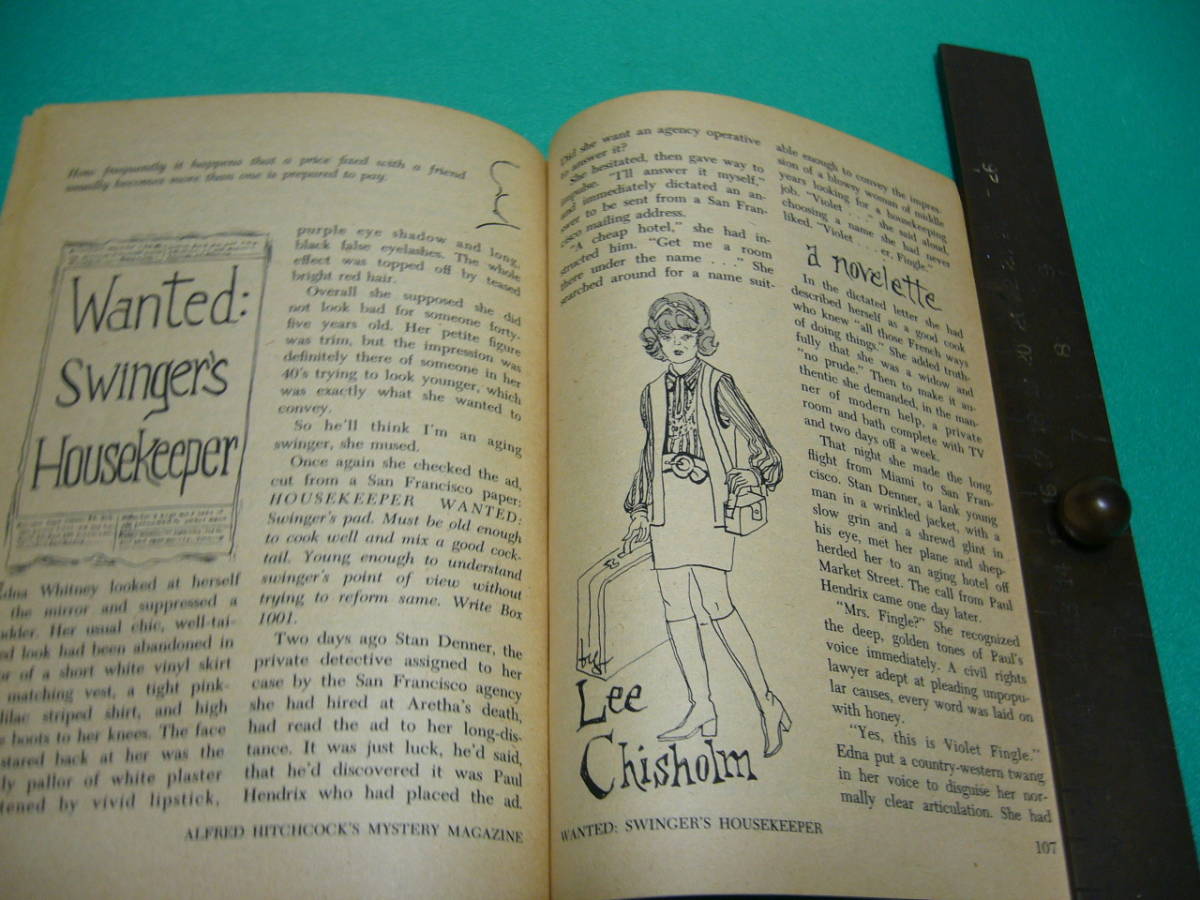 How frequently it happens that a price fixed with a friend
usually becomes more than one is prepared to pay.
Wanted:
Swinger's
Housekeeper
Edna Whitney looked at herself
the mirror and suppressed a
Her usual chic, well-tai-
look had been abandoned in
of a short white vinyl skirt
matching vest, a tight pink-
lilac striped shirt, and high
boots to her knees. The face
stared back at her was the
pallor of white plaster
by vivid lipstick,
purple eye shadow and long,
black false eyelashes. The whole
effect was topped off by teased
bright red hair.
Overall she supposed she did
not look bad for someone forty-
five years old. Her petite figure
was trim, but the impression was
definitely there of someone in her
40's trying to look younger, which
was exactly what she wanted to
convey.
So he'll think I'm an aging
swinger, she mused.
Once again she checked the ad,
cut from a San Francisco paper:
HOUSEKEEPER WANTED:
Swinger's pad. Must be old enough
to cook well and mix a good cock-
tail. Young enough to understand
swinger's point of view without
trying to reform same. Write Box
1001.
Two days ago Stan Denner, the
private detective assigned to her
case by the San Francisco agency
she had hired at Aretha's death,
had read the ad to her long-dis-
tance. It was just luck, he'd said,
that he'd discovered it was Paul
Hendrix who had placed the ad.
ALFRED HITCHCOCK'S MYSTERY MAGAZINE
Did she want an agency operative
to answer it?
She hesitated, then gave way to
impulse. "I'll answer it myself,"
and immediately dictated an an-
swer to be sent from a San Fran-
cisco mailing address.
"A cheap hotel," she had in-
structed him. "Get me a room
there under the name . . ." She
searched around for a name suit-
Lee
Chisholm
able enough to convey the impres-
sion of a blowsy woman of middle
years looking for a housekeeping
job. "Violet . . ." she said aloud,
choosing a name she had never
liked. "Violet . . . er, Fingle."
a novelette
In the dictated letter she had
described herself as a good cook
who knew "all those French ways
of doing things." She added truth-
fully that she was a widow and
"no prude." Then to make it au-
thentic she demanded, in the man-
ner of modern help, a private
room and bath complete with TV
and two days off a week.
That night she made the long
flight from Miami to San Fran-
cisco. Stan Denner, a lank young
man in a wrinkled jacket, with a
slow grin and a shrewd glint in
his eye, met her plane and shep-
herded her to an aging hotel off
Market Street. The call from Paul
Hendrix came one day later.
"Mrs. Fingle?" She recognized
the deep, golden tones of Paul's
voice immediately. A civil rights
lawyer adept at pleading unpopu-
lar causes, every word was laid on
with honey.
"Yes, this is Violet Fingle."
Edna put a country-western twang
in her voice to disguise her nor-
mally clear articulation. She had
WANTED: SWINGER'S HOUSEKEEPER
107